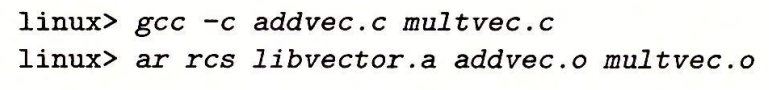 linux> gcc -c addvec.c multvec.c
linux> ar rcs libvector.a addvec.o multvec.o